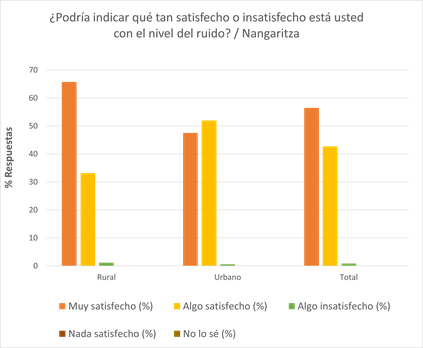 ¿Podría indicar qué tan satisfecho o insatisfecho está usted
con el nivel del ruido? / Nangaritza
% Respuestas
70
60
50
40
30
20
10
0
Rural Urbano Total
Muy satisfecho (%) Algo satisfecho (%) Algo insatisfecho (%)
Nada satisfecho (%) No lo sé (%)